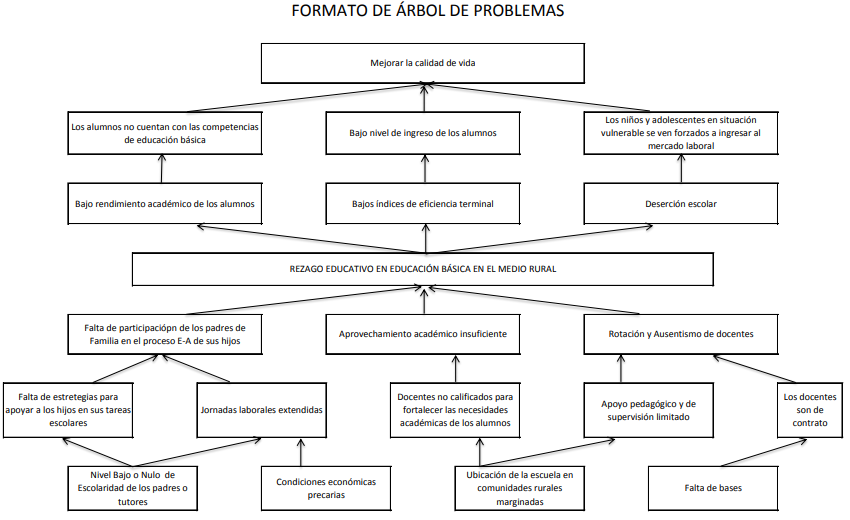 FORMATO DE ÁRBOL DE PROBLEMAS
Mejorar la calidad de vida
Los alumnos no cuentan con las competencias
de educación básica
Bajo nivel de ingreso de los alumnos
Los niños y adolescentes en situación
vulnerable se ven forzados a ingresar al
mercado laboral
Bajo rendimiento académico de los alumnos
Bajos índices de eficiencia terminal
Deserción escolar
REZAGO EDUCATIVO EN EDUCACIÓN BÁSICA EN EL MEDIO RURAL
Falta de participaciópn de los padres de
Familia en el proceso E-A de sus hijos
Aprovechamiento académico insuficiente
Rotación y Ausentismo de docentes
Falta de estretegias para
apoyar a los hijos en sus tareas
escolares
Jornadas laborales extendidas
Docentes no calificados para
fortalecer las necesidades
académicas de los alumnos
Apoyo pedagógico y de
supervisión limitado
Los docentes
son de
contrato
Nivel Bajo o Nulo de
Escolaridad de los padres o
tutores
Condiciones económicas
precarias
Ubicación de la escuela en
comunidades rurales
marginadas
Falta de bases